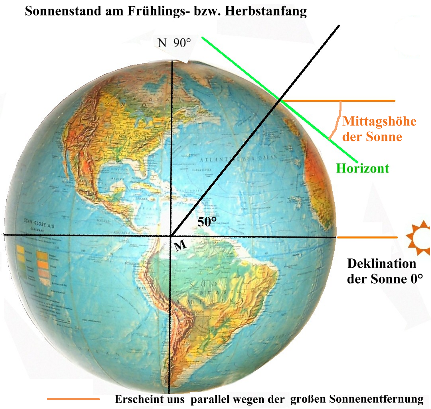 Sonnenstand am Frühlings- bzw. Herbstanfang
N 90°
Mittagshöhe
der Sonne
Horizont
50°
M
Deklination
der Sonne 0°
Erscheint uns parallel wegen der großen Sonnenentfernung